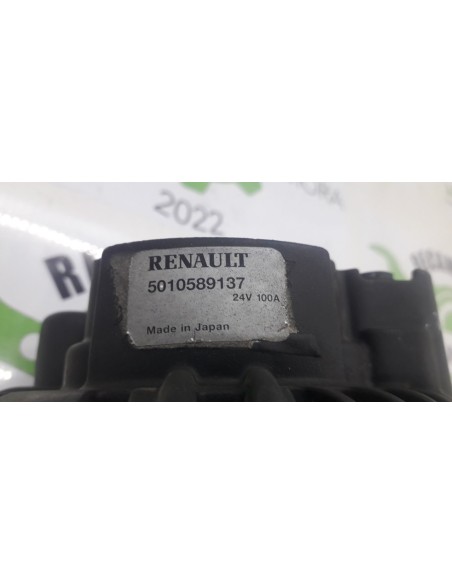 2022
RENAULT
5010589137
24V 100A
Made in Japan